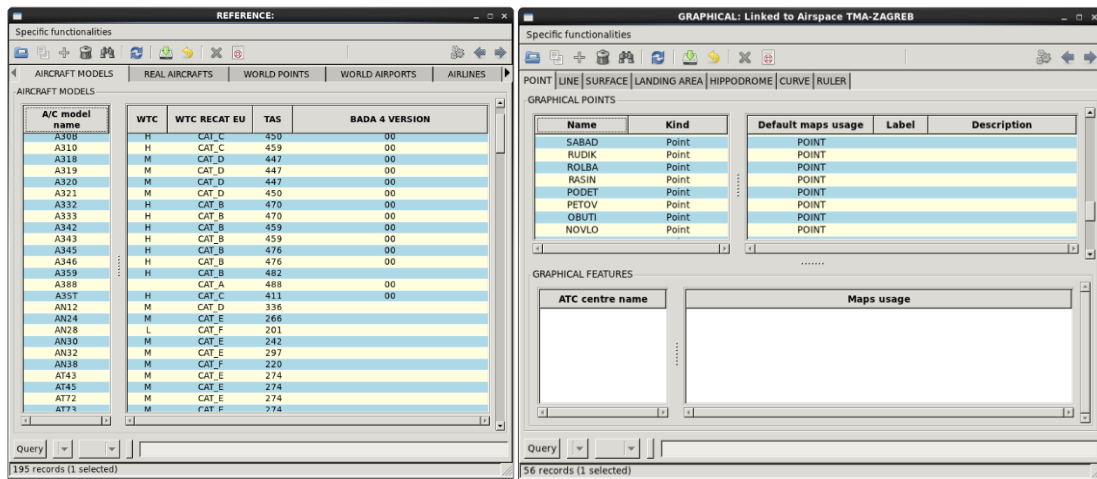 REFERENCE:
Specific functionalities
AIRCRAFT MODELS REAL AIRCRAFTS WORLD POINTS WORLD AIRPORTS AIRLINES
AIRCRAFT MODELS
A/C model name WTC WTC RECAT EU TAS BADA 4 VERSION
A30B H CAT_C 450 00
A310 H CAT_C 459 00
A318 M CAT_D 447 00
A319 M CAT_D 447 00
A320 M CAT_D 447 00
A321 M CAT_D 450 00
A332 H CAT_B 470 00
A333 H CAT_B 470 00
A342 H CAT_B 459 00
A343 H CAT_B 459 00
A345 H CAT_B 476 00
A346 H CAT_B 476 00
A359 H CAT_B 482
A388 CAT_A 488 00
A3ST H CAT_C 411 00
AN12 M CAT_D 336
AN24 M CAT_E 266
AN28 L CAT_F 201
AN30 M CAT_E 242
AN32 M CAT_E 297
AN38 M CAT_F 220
AT43 M CAT_E 274
AT45 M CAT_E 274
AT72 M CAT_E 274
AT73 M CAT_E 274
Query
195 records (1 selected)
GRAPHICAL: Linked to Airspace TMA-ZAGREB
Specific functionalities
POINT LINE SURFACE LANDING AREA HIPPODROME CURVE RULER
GRAPHICAL POINTS
Name Kind Default maps usage Label Description
SABAD Point POINT
RUDIK Point POINT
ROLBA Point POINT
RASIN Point POINT
PODET Point POINT
PETOV Point POINT
OBUTI Point POINT
NOVLO Point POINT
GRAPHICAL FEATURES
ATC centre name Maps usage
Query
56 records (1 selected)